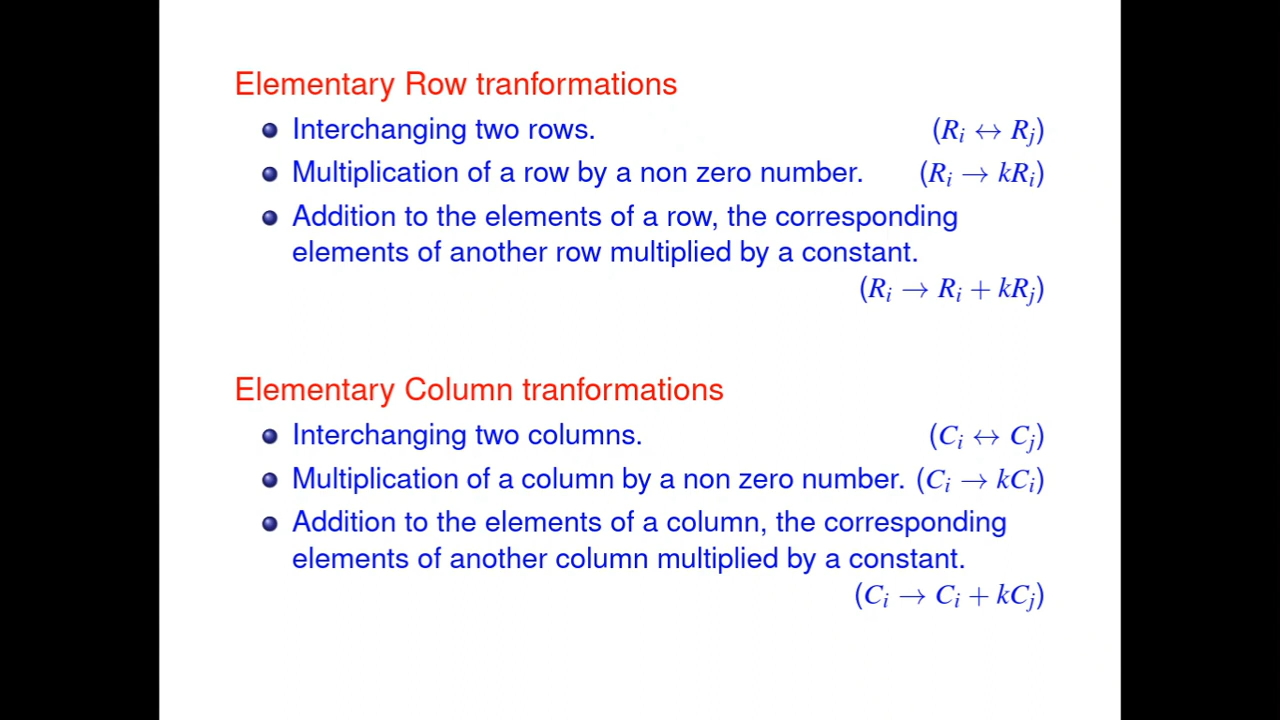 Elementary Row tranformations
Interchanging two rows. (Rᵢ ↔ Rⱼ)
Multiplication of a row by a non zero number. (Rᵢ → kRᵢ)
Addition to the elements of a row, the corresponding
elements of another row multiplied by a constant.
(Rᵢ → Rᵢ + kRⱼ)
Elementary Column tranformations
Interchanging two columns. (Cᵢ ↔ Cⱼ)
Multiplication of a column by a non zero number. (Cᵢ → kCᵢ)
Addition to the elements of a column, the corresponding
elements of another column multiplied by a constant.
(Cᵢ → Cᵢ + kCⱼ)